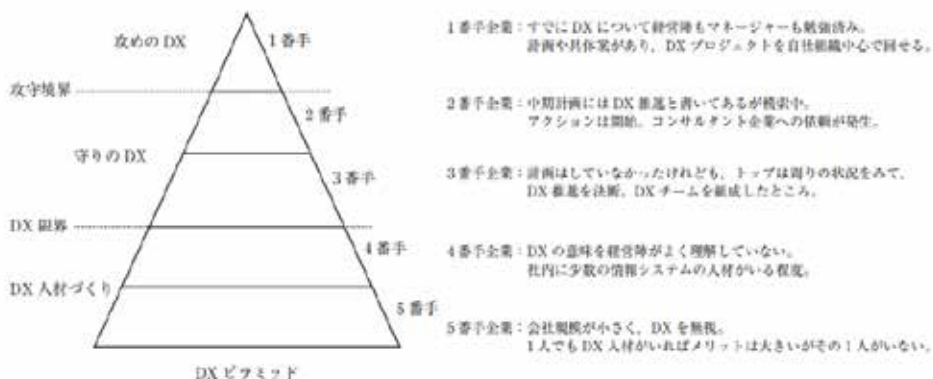 攻めのDX
1番手
攻守境界
2番手
守りのDX
3番手
DX限界
4番手
DX人材づくり
5番手
DXピラミッド
1番手企業：すでにDXについて経営陣もマネージャーも勉強済み。
計画や具体案があり、DXプロジェクトを自社組織中心で回せる。
2番手企業：中期計画にはDX推進と書いてあるが模索中。
アクションは開始。コンサルタント企業への依頼が発生。
3番手企業：計画はしていなかったけれども、トップは周りの状況をみて、
DX推進を決断、DXチームを組成したところ。
4番手企業：DXの意味を経営陣がよく理解していない。
社内に少数の情報システムの人材がいる程度。
5番手企業：会社規模が小さく、DXを無視。
1人でもDX人材がいればメリットは大きいがその1人がいない。